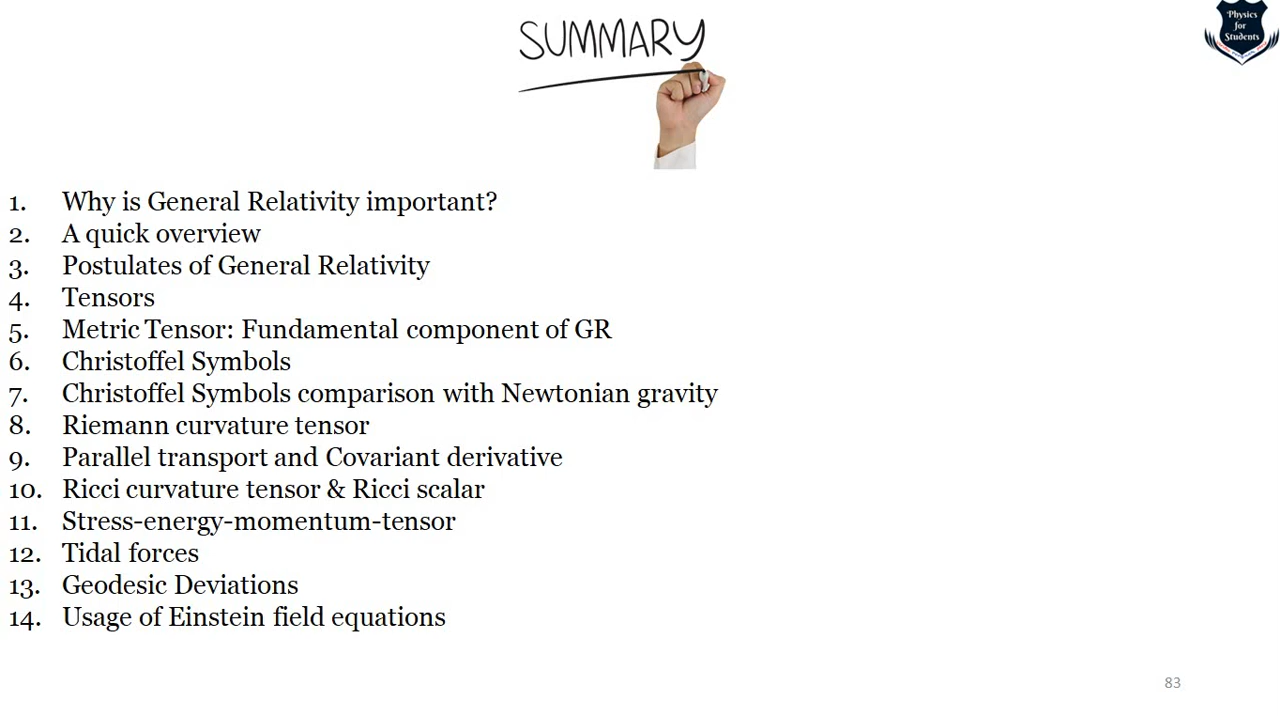 SUMMARY
Physics
for
Students
1. Why is General Relativity important?
2. A quick overview
3. Postulates of General Relativity
4. Tensors
5. Metric Tensor: Fundamental component of GR
6. Christoffel Symbols
7. Christoffel Symbols comparison with Newtonian gravity
8. Riemann curvature tensor
9. Parallel transport and Covariant derivative
10. Ricci curvature tensor & Ricci scalar
11. Stress-energy-momentum-tensor
12. Tidal forces
13. Geodesic Deviations
14. Usage of Einstein field equations
83